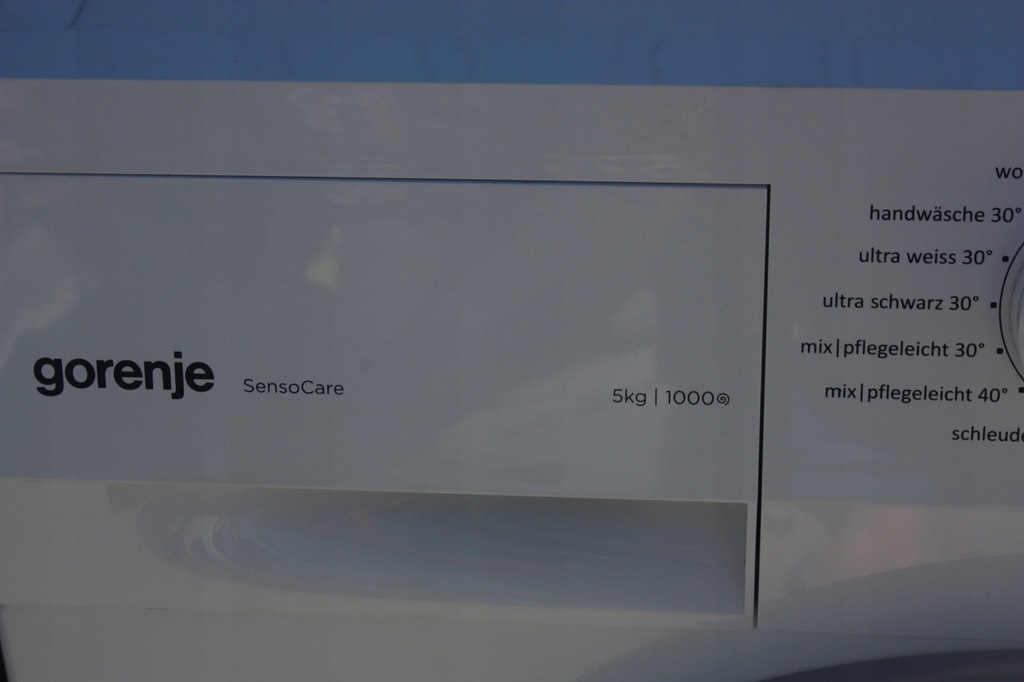 gorenje SensoCare 5kg | 1000
handwäsche 30°
ultra weiss 30°
ultra schwarz 30°
mix|pflegeleicht 30°
mix|pflegeleicht 40°